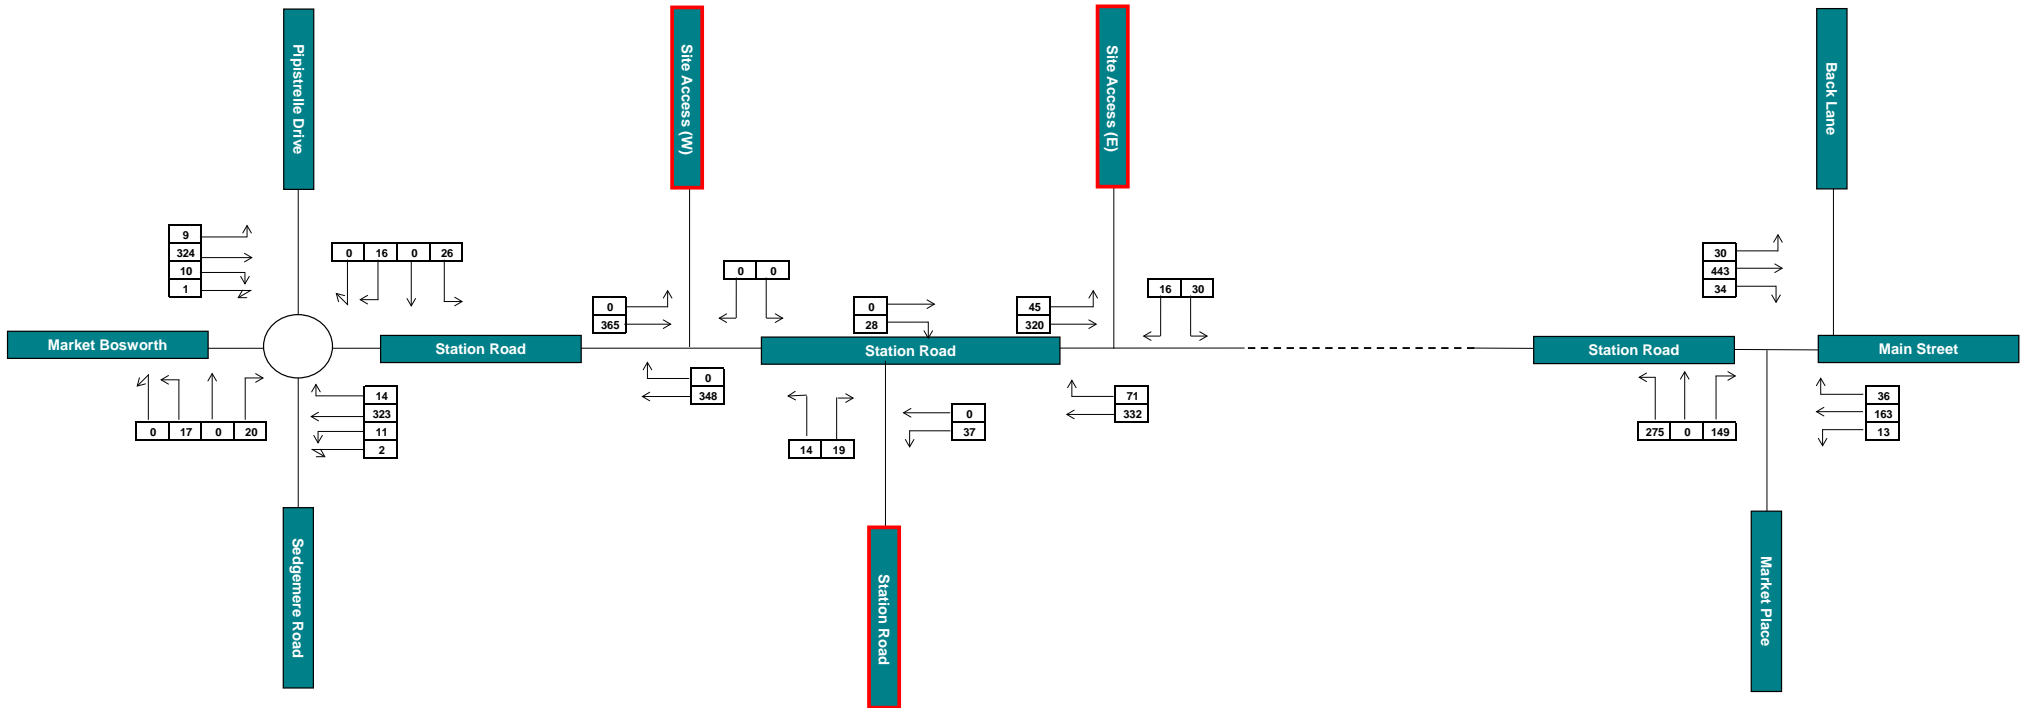 Pipistrelle Drive
Site Access (W)
Site Access (E)
Back Lane
9
324
10
1
0 16 0 26
0 0
0
365
0
28
45
320
16 30
30
443
34
Market Bosworth
Station Road
Station Road
Station Road
Main Street
0 17 0 20
14
323
11
2
0
348
14 19
0
37
71
332
275 0 149
36
163
13
Sedgemere Road
Station Road
Market Place